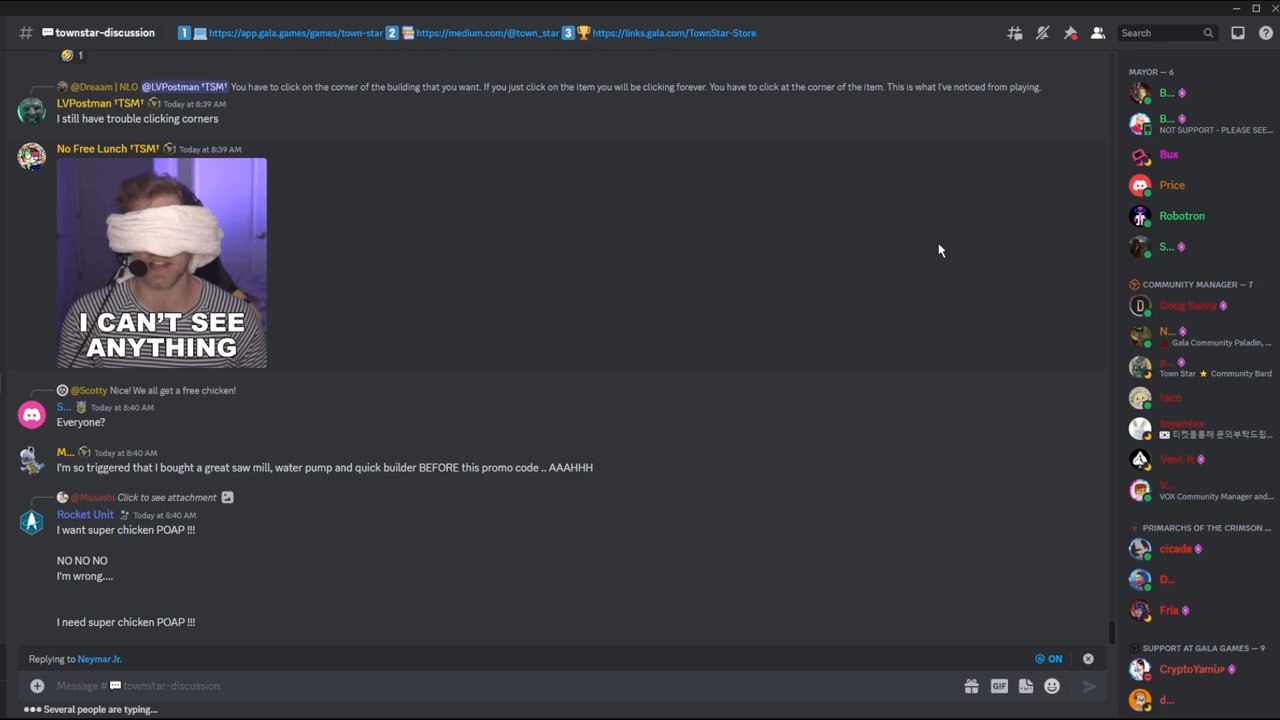 townstar-discussion
1 https://app.gala.games/games/town-star 2 https://medium.com/@town_star 3 https://links.gala.com/TownStar-Store
Search
1
@Dreaam | NLO @LVPostman †TSM† You have to click on the corner of the building that you want. If you just click on the item you will be clicking forever. You have to click at the corner of the item. This is what I've noticed from playing.
LVPostman †TSM† Today at 8:39 AM
I still have trouble clicking corners
No Free Lunch †TSM† Today at 8:39 AM
I CAN'T SEE
ANYTHING
@Scotty Nice! We all get a free chicken!
S... Today at 8:40 AM
Everyone?
M... Today at 8:40 AM
I'm so triggered that I bought a great saw mill, water pump and quick builder BEFORE this promo code .. AAAHHH
@Musashi Click to see attachment
Rocket Unit Today at 8:40 AM
I want super chicken POAP !!!
NO NO NO
I'm wrong....
I need super chicken POAP !!!
Replying to NeymarJr.
@ ON
Message # townstar-discussion
GIF
Several people are typing...
MAYOR — 6
B...
B...
NOT SUPPORT - PLEASE SEE...
Bux
Price
Robotron
S...
COMMUNITY MANAGER — 7
Doug Sunny
N...
Gala Community Paladin, ...
p...
Town Star ★ Community Bard
taco
toyamixx
티켓플통해 문의부탁드립...
Vent-It
V...
VOX Community Manager and...
PRIMARCHS OF THE CRIMSON ...
cicada
D...
Fria
SUPPORT AT GALA GAMES — 9
CryptoYamiJP
d...